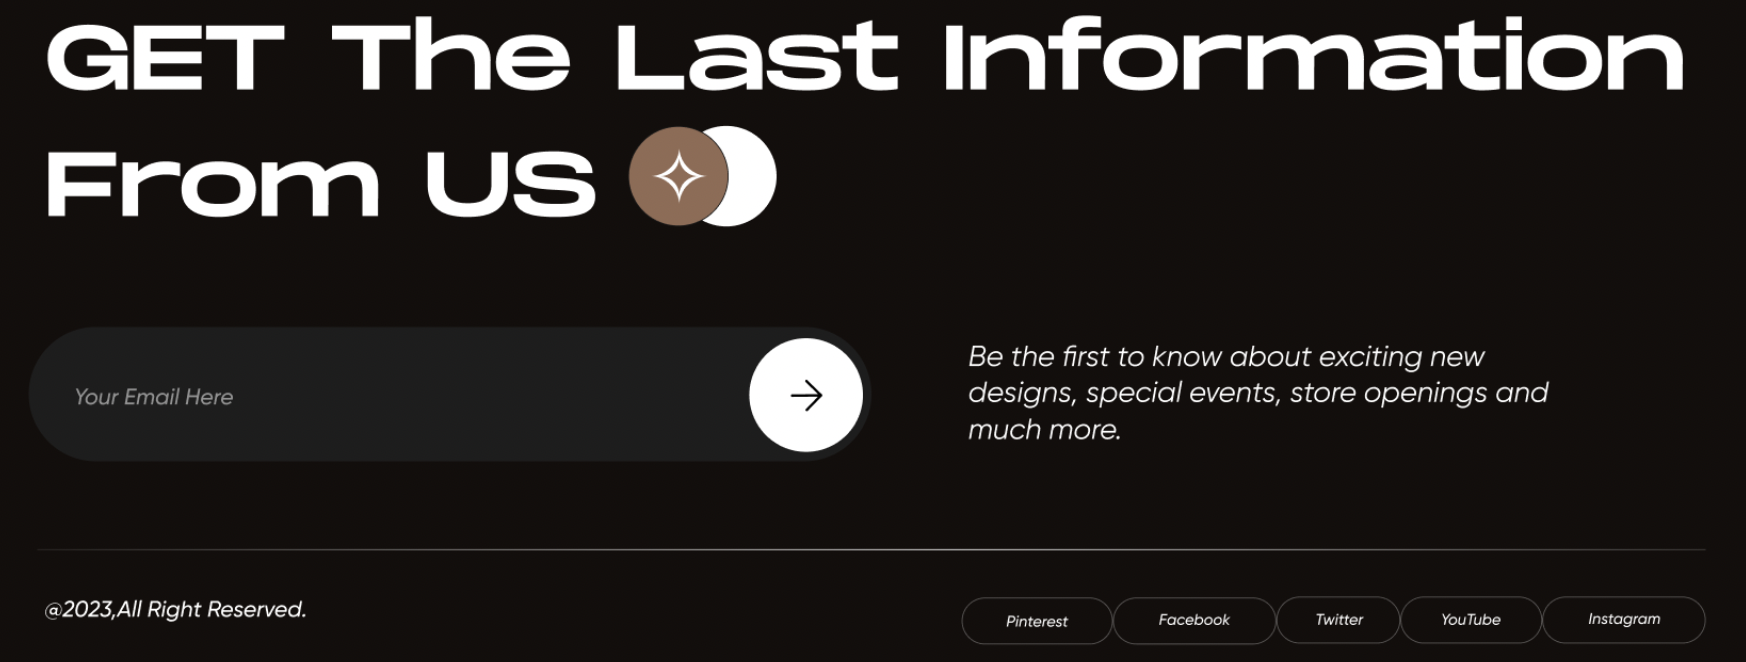 GET The Last Information
From US
Your Email Here
Be the first to know about exciting new
designs, special events, store openings and
much more.
@2023,All Right Reserved.
Pinterest
Facebook
Twitter
YouTube
Instagram